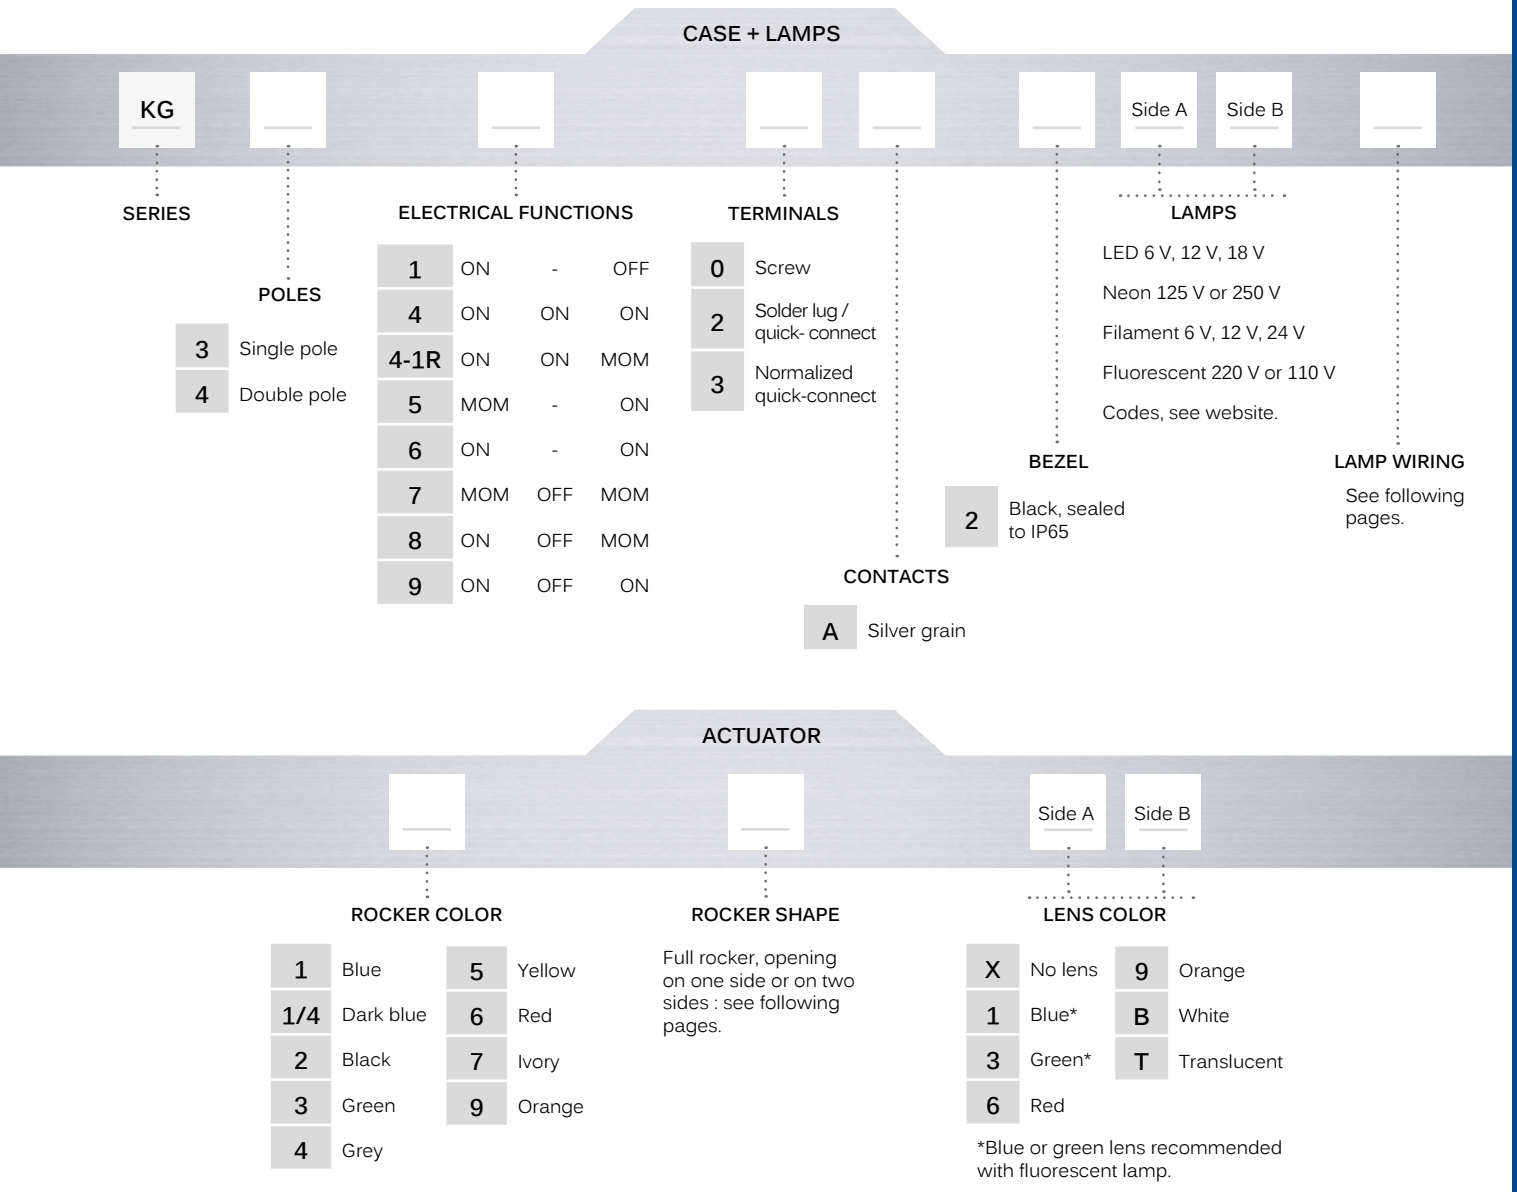 CASE + LAMPS
KG
Side A
Side B
SERIES
POLES
3 Single pole
4 Double pole
ELECTRICAL FUNCTIONS
1 ON - OFF
4 ON ON ON
4-1R ON ON MOM
5 MOM - ON
6 ON - ON
7 MOM OFF MOM
8 ON OFF MOM
9 ON OFF ON
TERMINALS
0 Screw
2 Solder lug /
quick- connect
3 Normalized
quick-connect
CONTACTS
A Silver grain
BEZEL
2 Black, sealed
to IP65
LAMPS
LED 6 V, 12 V, 18 V
Neon 125 V or 250 V
Filament 6 V, 12 V, 24 V
Fluorescent 220 V or 110 V
Codes, see website.
LAMP WIRING
See following
pages.
ACTUATOR
Side A
Side B
ROCKER COLOR
1 Blue
1/4 Dark blue
2 Black
3 Green
4 Grey
5 Yellow
6 Red
7 Ivory
9 Orange
ROCKER SHAPE
Full rocker, opening
on one side or on two
sides : see following
pages.
LENS COLOR
X No lens
1 Blue*
3 Green*
6 Red
9 Orange
B White
T Translucent
*Blue or green lens recommended
with fluorescent lamp.